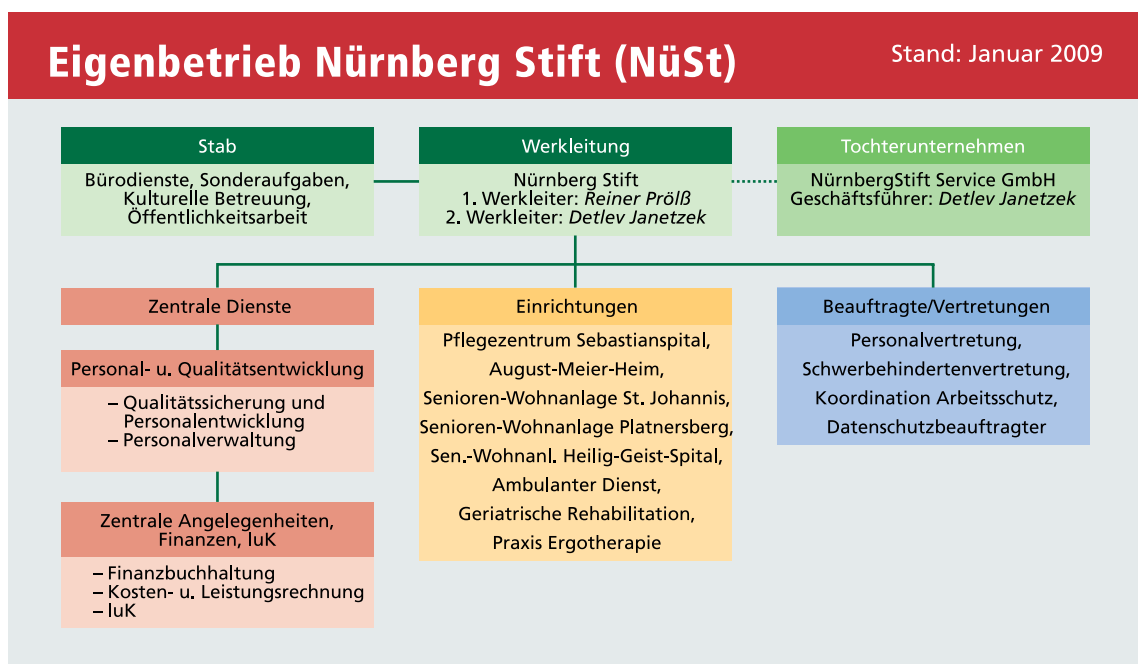 Eigenbetrieb Nürnberg Stift (NüSt)
Stand: Januar 2009
Stab
Bürodienste, Sonderaufgaben,
Kulturelle Betreuung,
Öffentlichkeitsarbeit
Werkleitung
Nürnberg Stift
1. Werkleiter: Reiner Prölß
2. Werkleiter: Detlev Janetzek
Tochterunternehmen
NürnbergStift Service GmbH
Geschäftsführer: Detlev Janetzek
Zentrale Dienste
Personal- u. Qualitätsentwicklung
– Qualitätssicherung und
Personalentwicklung
– Personalverwaltung
Zentrale Angelegenheiten,
Finanzen, IuK
– Finanzbuchhaltung
– Kosten- u. Leistungsrechnung
– IuK
Einrichtungen
Pflegezentrum Sebastianspital,
August-Meier-Heim,
Senioren-Wohnanlage St. Johannis,
Senioren-Wohnanlage Platnersberg,
Sen.-Wohnanl. Heilig-Geist-Spital,
Ambulanter Dienst,
Geriatrische Rehabilitation,
Praxis Ergotherapie
Beauftragte/Vertretungen
Personalvertretung,
Schwerbehindertenvertretung,
Koordination Arbeitsschutz,
Datenschutzbeauftragter